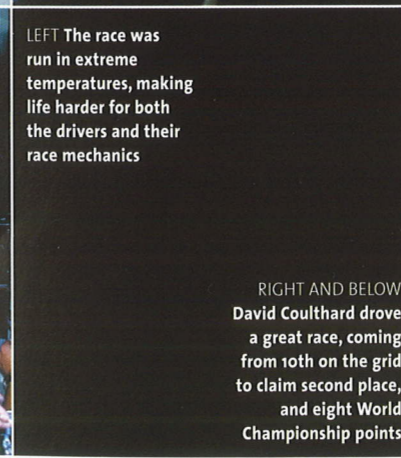 LEFT The race was
run in extreme
temperatures, making
life harder for both
the drivers and their
race mechanics
RIGHT AND BELOW
David Coulthard drove
a great race, coming
from 10th on the grid
to claim second place,
and eight World
Championship points